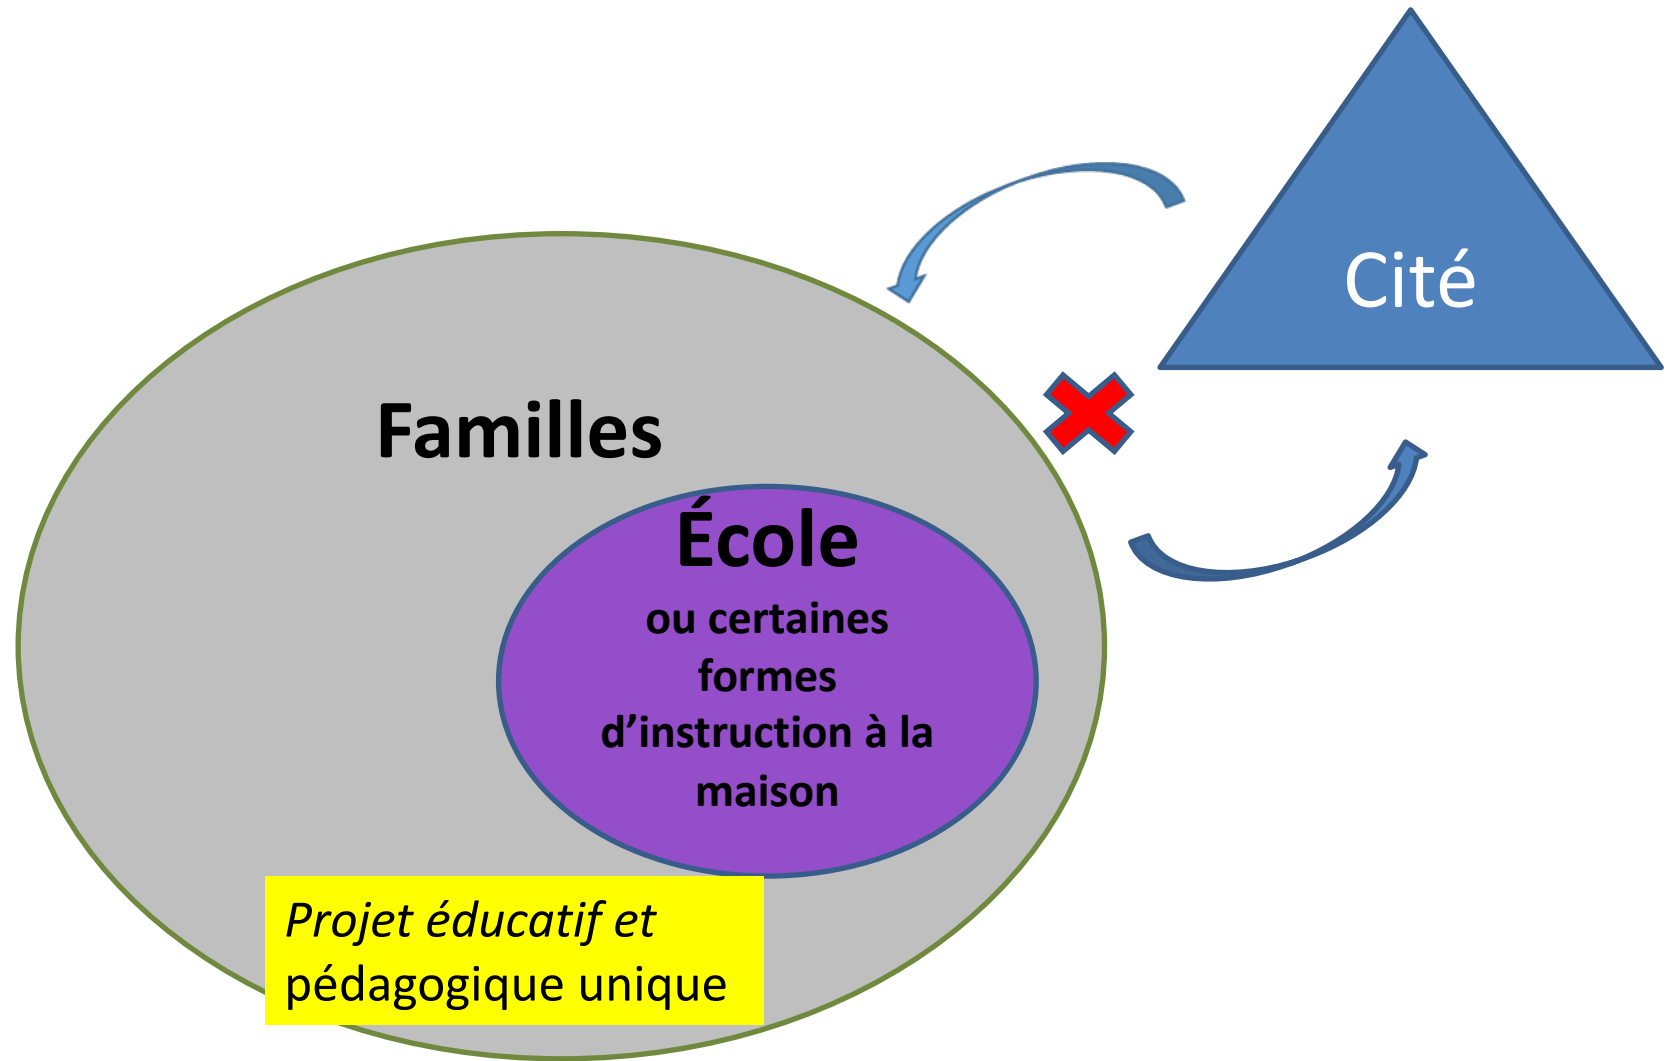 Cité
Familles
École
ou certaines
formes
d’instruction à la
maison
Projet éducatif et
pédagogique unique